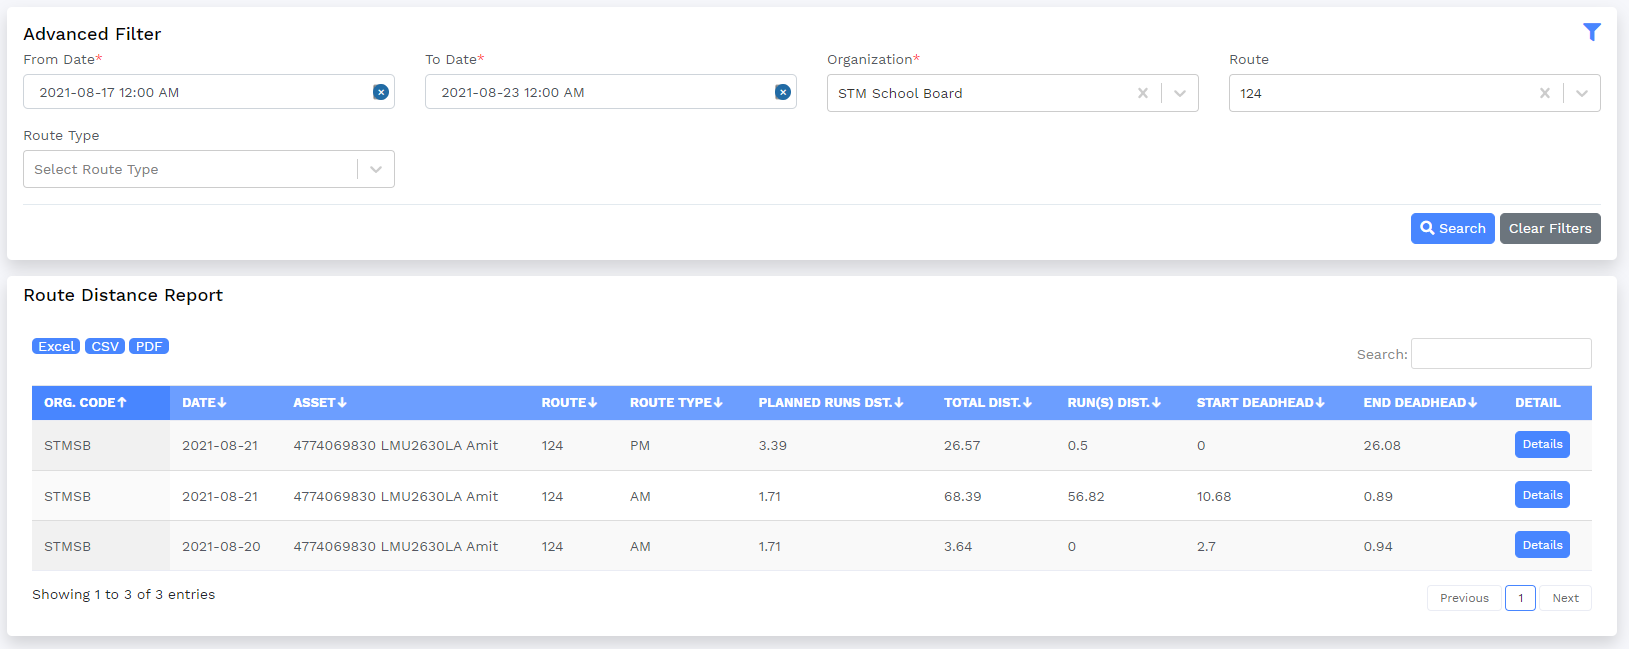 Advanced Filter
From Date* To Date* Organization* Route
2021-08-17 12:00 AM 2021-08-23 12:00 AM STM School Board 124
Route Type
Select Route Type
Search Clear Filters
Route Distance Report
Excel CSV PDF
Search:
ORG. CODE↑ DATE↓ ASSET↓ ROUTE↓ ROUTE TYPE↓ PLANNED RUNS DST.↓ TOTAL DIST.↓ RUN(S) DIST.↓ START DEADHEAD↓ END DEADHEAD↓ DETAIL
STMSB 2021-08-21 4774069830 LMU2630LA Amit 124 PM 3.39 26.57 0.5 0 26.08 Details
STMSB 2021-08-21 4774069830 LMU2630LA Amit 124 AM 1.71 68.39 56.82 10.68 0.89 Details
STMSB 2021-08-20 4774069830 LMU2630LA Amit 124 AM 1.71 3.64 0 2.7 0.94 Details
Showing 1 to 3 of 3 entries
Previous 1 Next